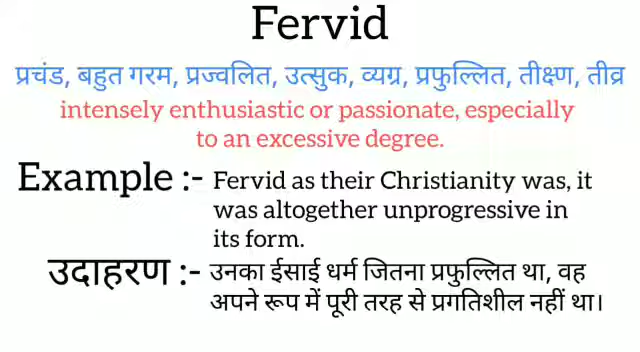 Fervid
प्रचंड, बहुत गरम, प्रज्वलित, उत्सुक, व्यग्र, प्रफुल्लित, तीक्ष्ण, तीव्र
intensely enthusiastic or passionate, especially
to an excessive degree.
Example :- Fervid as their Christianity was, it
was altogether unprogressive in
its form.
उदाहरण :- उनका ईसाई धर्म जितना प्रफुल्लित था, वह
अपने रूप में पूरी तरह से प्रगतिशील नहीं था।